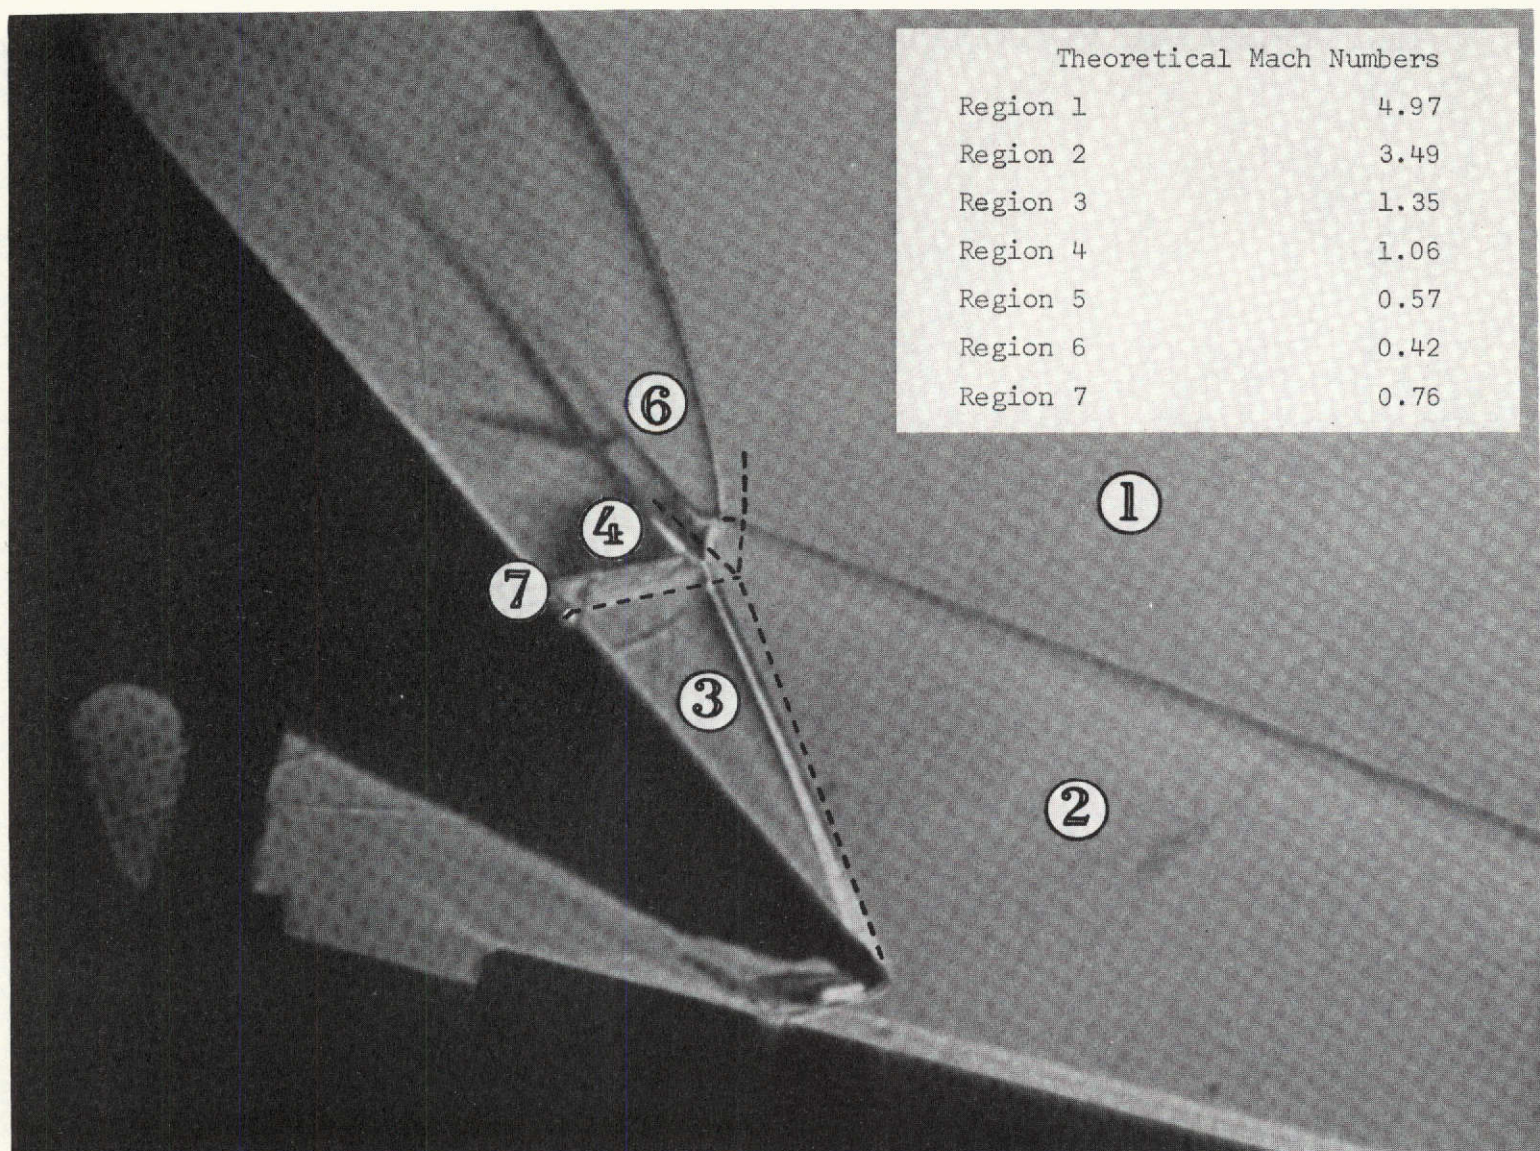 Theoretical Mach Numbers
Region 1 4.97
Region 2 3.49
Region 3 1.35
Region 4 1.06
Region 5 0.57
Region 6 0.42
Region 7 0.76
6
1
4
7
3
2